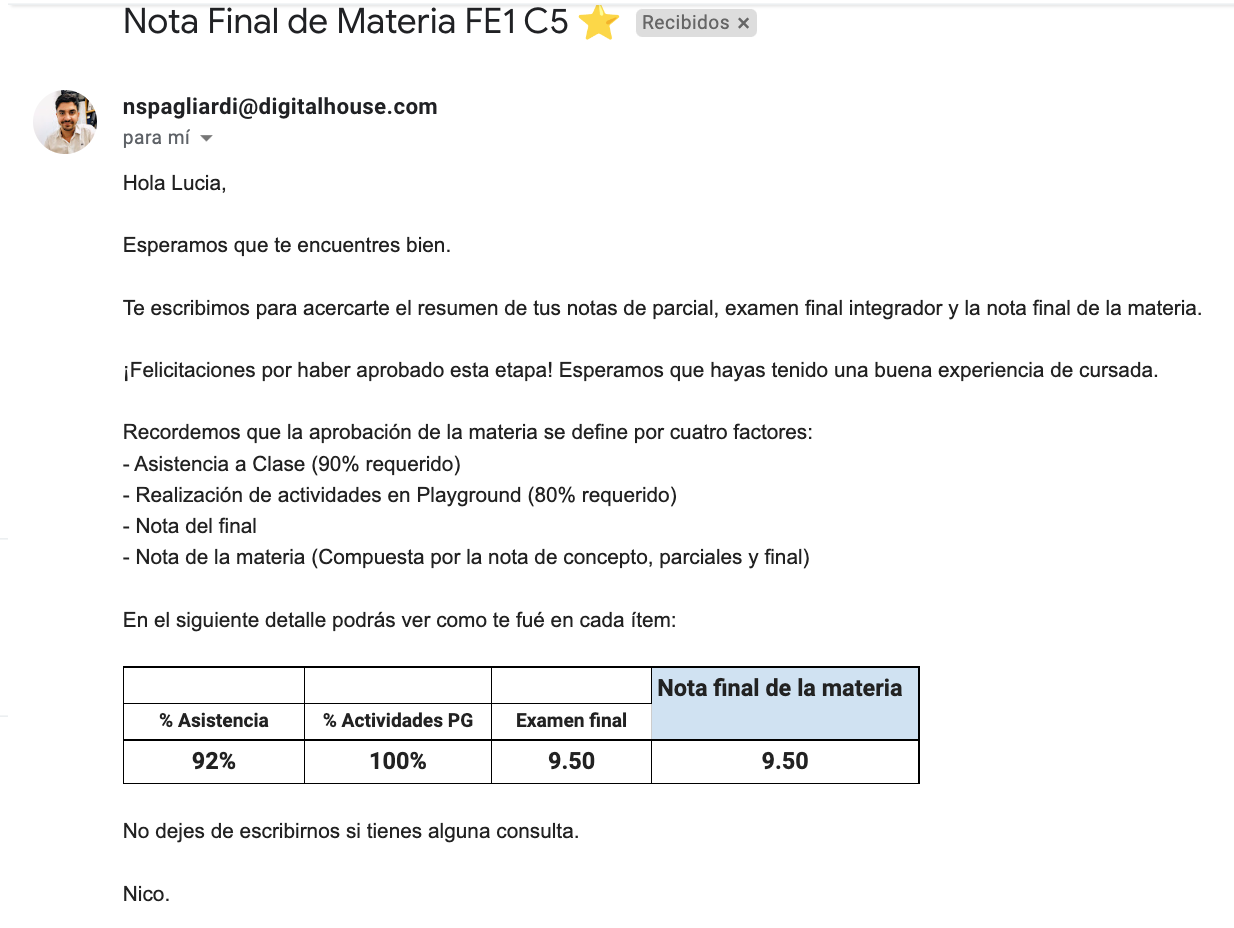 Nota Final de Materia FE1 C5 ⭐ Recibidos ×
nspagliardi@digitalhouse.com
para mí
Hola Lucia,
Esperamos que te encuentres bien.
Te escribimos para acercarte el resumen de tus notas de parcial, examen final integrador y la nota final de la materia.
¡Felicitaciones por haber aprobado esta etapa! Esperamos que hayas tenido una buena experiencia de cursada.
Recordemos que la aprobación de la materia se define por cuatro factores:
- Asistencia a Clase (90% requerido)
- Realización de actividades en Playground (80% requerido)
- Nota del final
- Nota de la materia (Compuesta por la nota de concepto, parciales y final)
En el siguiente detalle podrás ver como te fué en cada ítem:
Nota final de la materia
% Asistencia % Actividades PG Examen final
92% 100% 9.50 9.50
No dejes de escribirnos si tienes alguna consulta.
Nico.